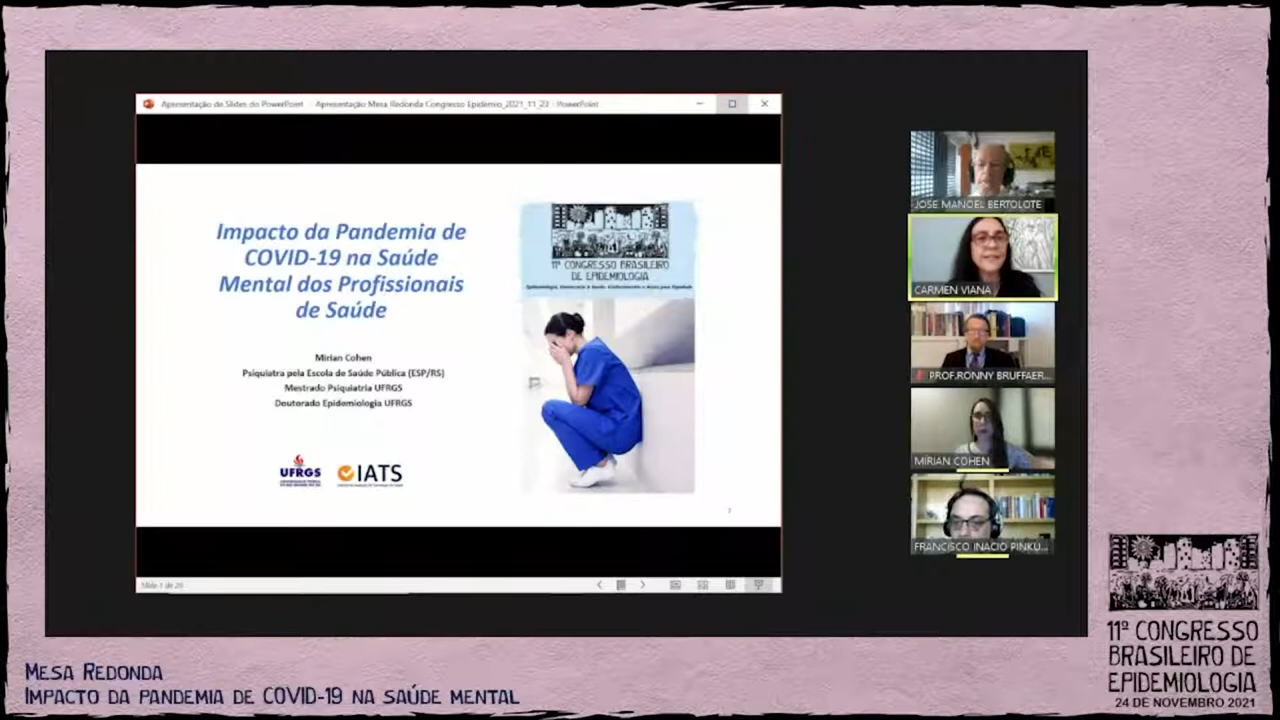 Apresentação de Slides do PowerPoint - Apresentação Mesa Redonda Congresso Epidemio_2021_11_23 - PowerPoint
Impacto da Pandemia de
COVID-19 na Saúde
Mental dos Profissionais
de Saúde
Mirian Cohen
Psiquiatra pela Escola de Saúde Pública (ESP/RS)
Mestrado Psiquiatria UFRGS
Doutorado Epidemiologia UFRGS
UFRGS
IATS
11º CONGRESSO BRASILEIRO
DE EPIDEMIOLOGIA
Slide 1 de 26
JOSE MANOEL BERTOLOTE
CARMEN VIANA
PROF.RONNY BRUFFAER...
MIRIAN COHEN
FRANCISCO INACIO PINKU...
MESA REDONDA
IMPACTO DA PANDEMIA DE COVID-19 NA SAÚDE MENTAL
11º CONGRESSO
BRASILEIRO DE
EPIDEMIOLOGIA
24 DE NOVEMBRO 2021